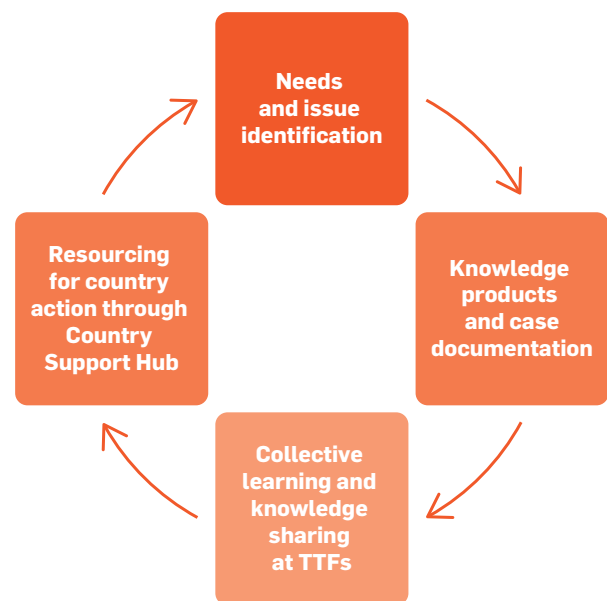 Needs
and issue
identification
Knowledge
products
and case
documentation
Collective
learning and
knowledge
sharing
at TTFs
Resourcing
for country
action through
Country
Support Hub